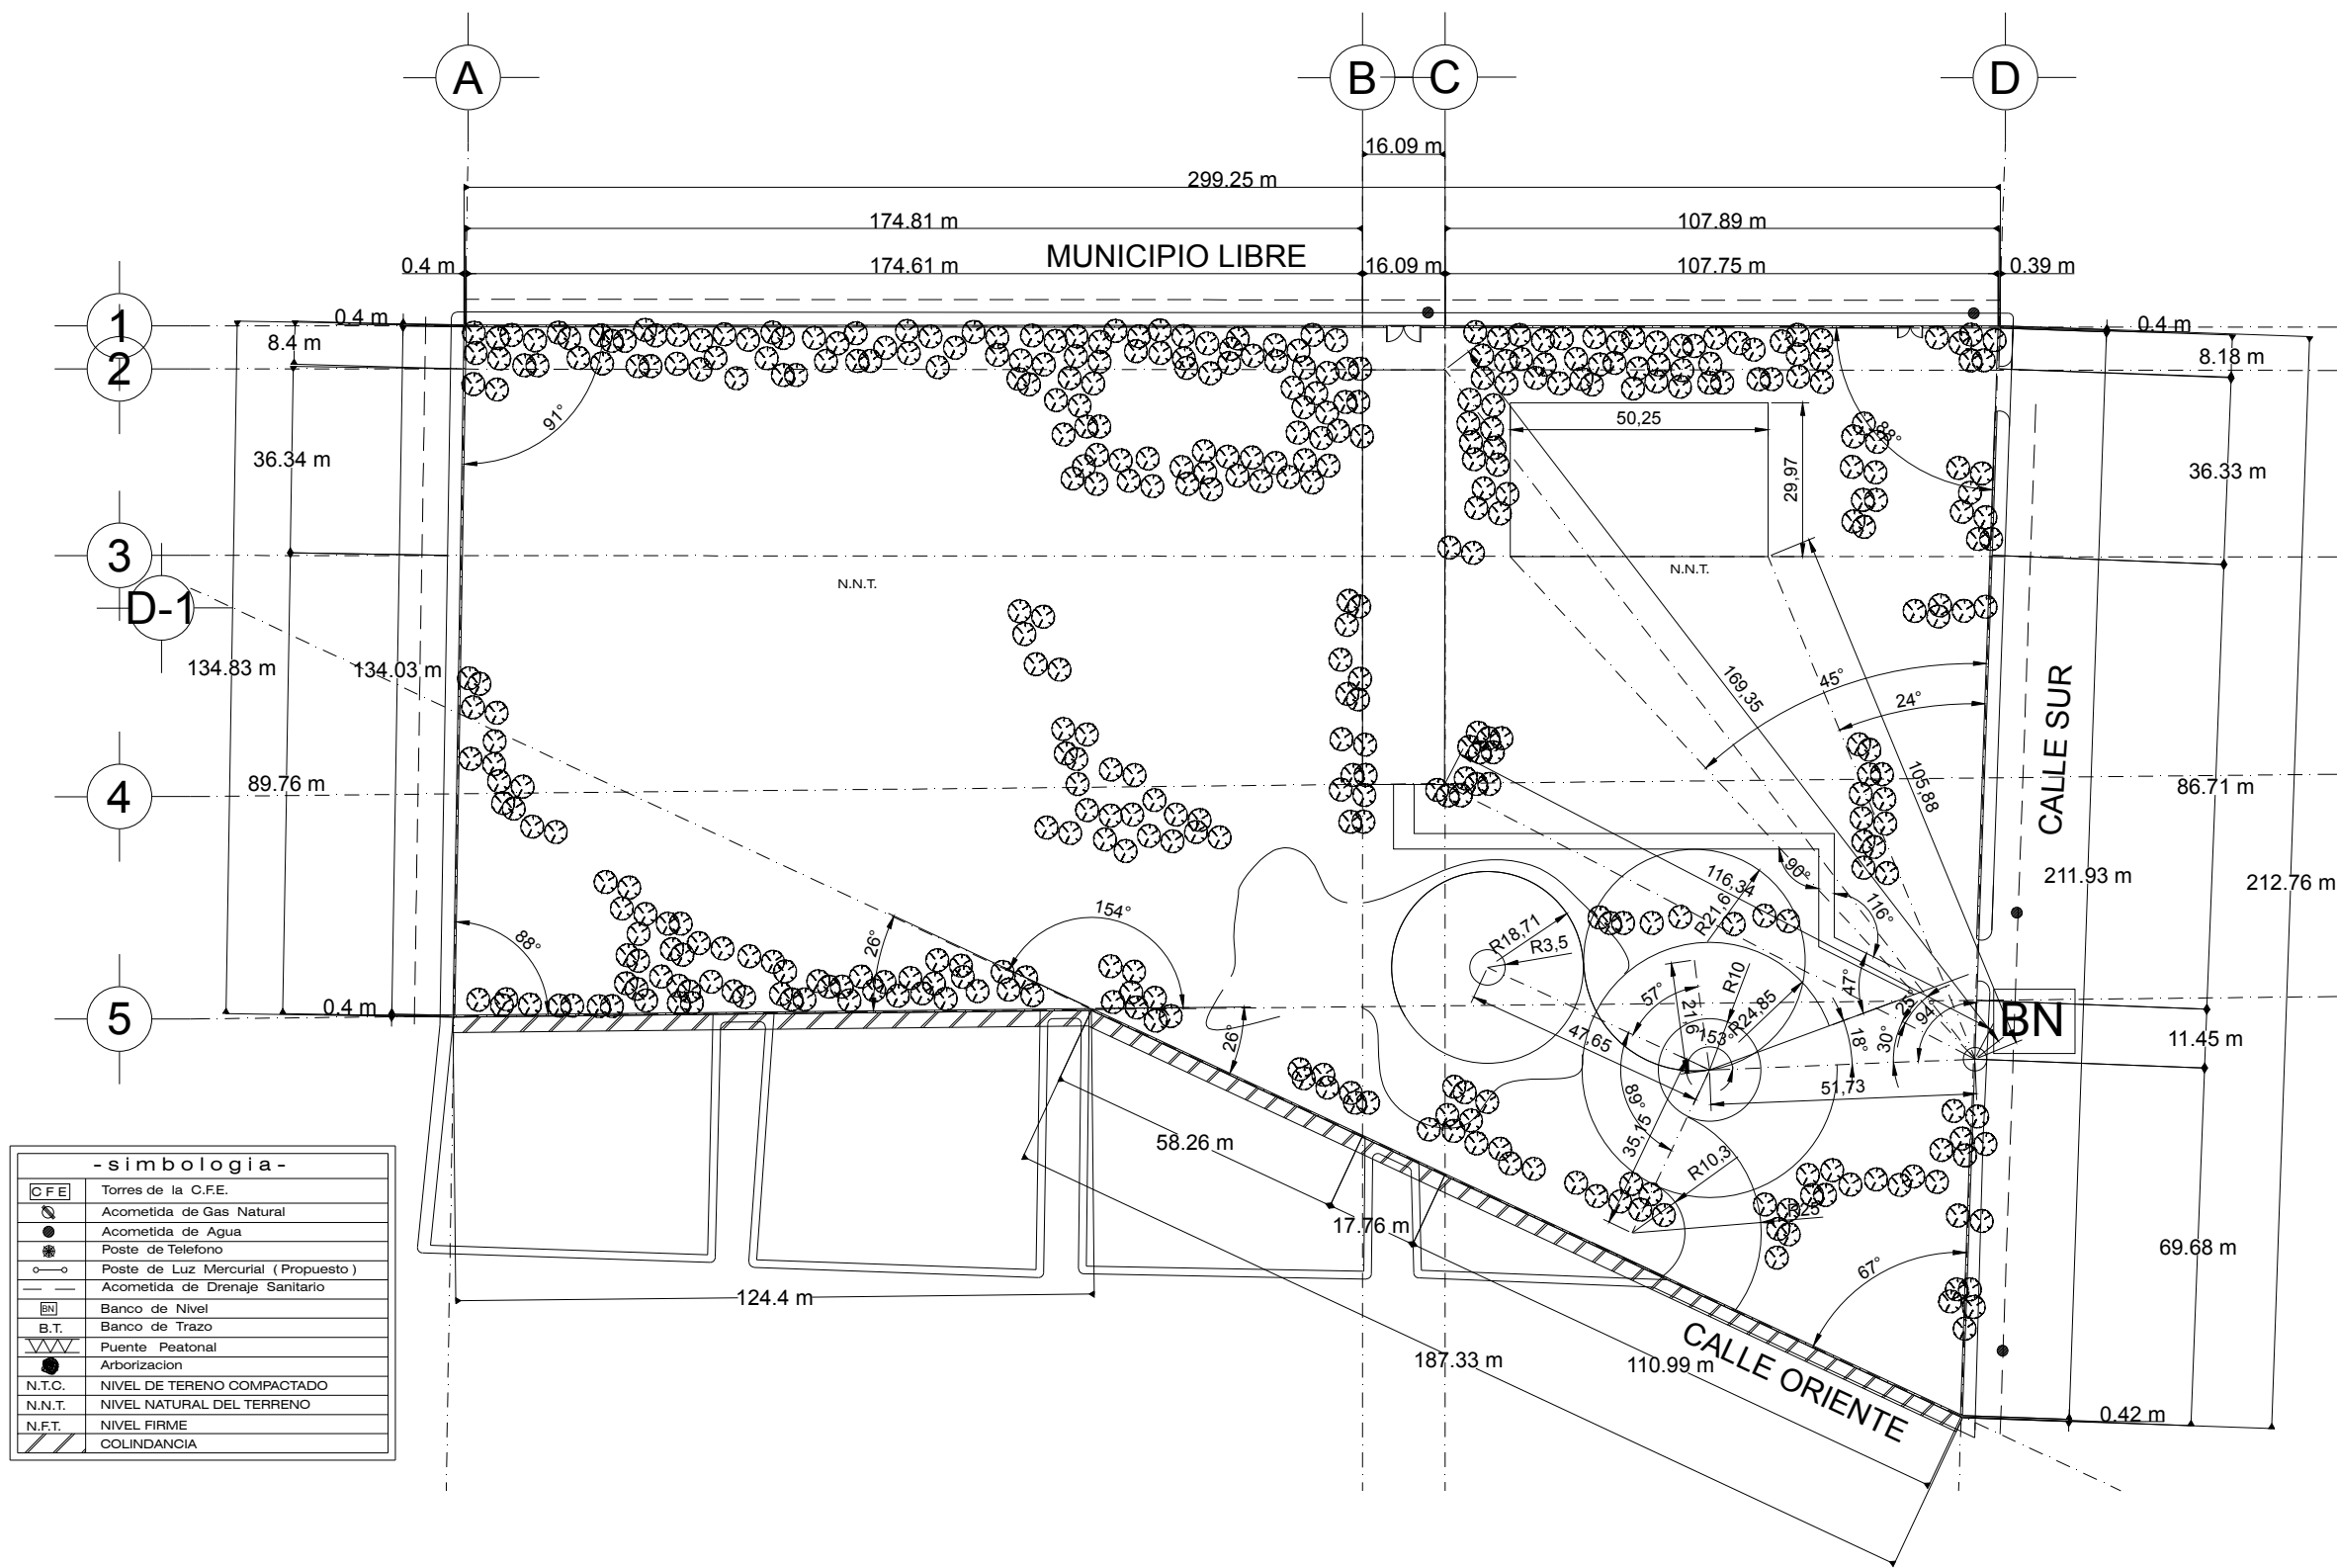 A
B
C
D
16.09 m
299.25 m
174.81 m
107.89 m
MUNICIPIO LIBRE
0.4 m
174.61 m
16.09 m
107.75 m
0.39 m
1
0.4 m
0.4 m
8.4 m
2
8.18 m
91°
50,25
88°
36.34 m
29,97
36.33 m
3
N.N.T.
N.N.T.
D-1
134.83 m
134.03 m
169,35
45°
24°
CALLE SUR
4
89.76 m
105,88
86.71 m
90°
116,34
R21,6
116°
211.93 m
212.76 m
154°
26°
88°
R18,71
R3,5
R10
57°
21,6
R24,85
47°
25°
94°
5
0.4 m
BN
26°
47,65
153°
18°
30°
11.45 m
51,73
89°
35,15
58.26 m
R10,3
17.76 m
R25
67°
69.68 m
124.4 m
187.33 m
110.99 m
CALLE ORIENTE
0.42 m
-simbologia-
CFE Torres de la C.F.E.
Acometida de Gas Natural
Acometida de Agua
Poste de Telefono
Poste de Luz Mercurial ( Propuesto )
Acometida de Drenaje Sanitario
BN Banco de Nivel
B.T. Banco de Trazo
Puente Peatonal
Arborizacion
N.T.C. NIVEL DE TERENO COMPACTADO
N.N.T. NIVEL NATURAL DEL TERRENO
N.F.T. NIVEL FIRME
COLINDANCIA